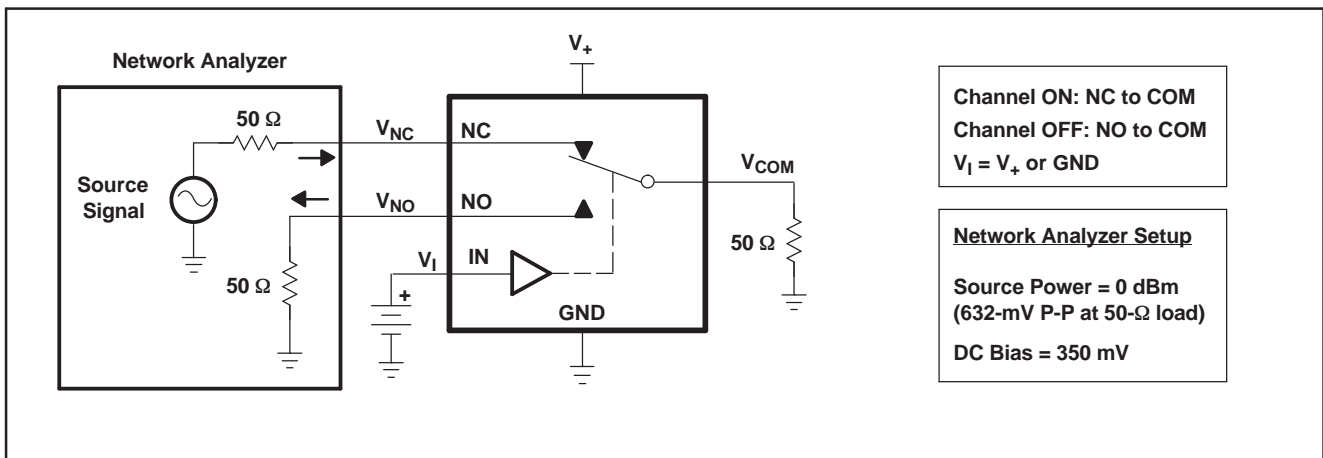 V+
Network Analyzer
50 Ω
VNC
NC
VCOM
Source
Signal
VNO
NO
50 Ω
50 Ω
VI
IN
+
GND
Channel ON: NC to COM
Channel OFF: NO to COM
VI = V+ or GND
Network Analyzer Setup
Source Power = 0 dBm
(632-mV P-P at 50-Ω load)
DC Bias = 350 mV